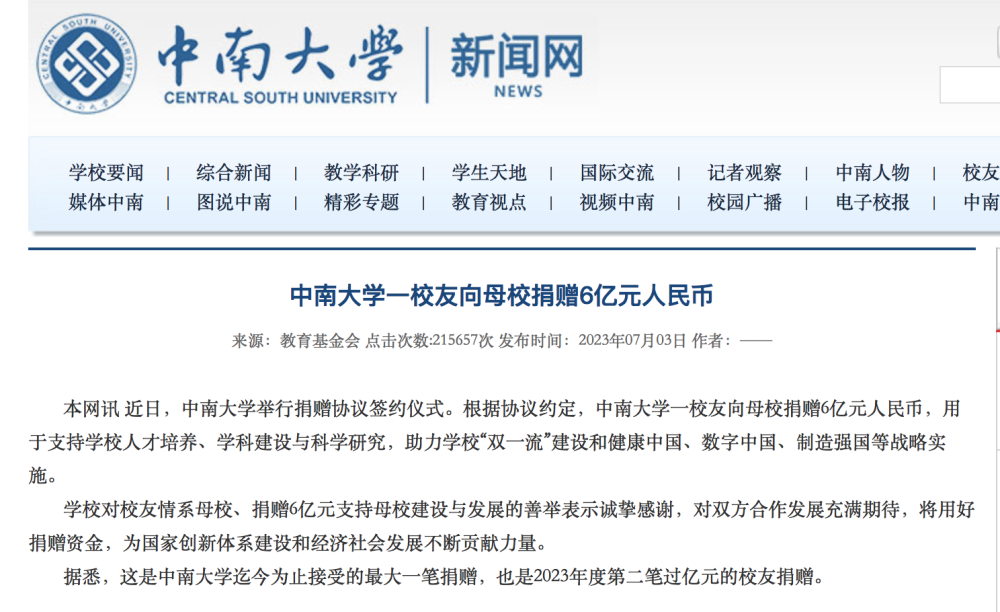 CENTRAL SOUTH UNIVERSITY
中南大学
中南大学
新闻网
CENTRAL SOUTH UNIVERSITY
NEWS
学校要闻 | 综合新闻 | 教学科研 | 学生天地 | 国际交流 | 记者观察 | 中南人物 | 校友
媒体中南 | 图说中南 | 精彩专题 | 教育视点 | 视频中南 | 校园广播 | 电子校报 | 中南
中南大学一校友向母校捐赠6亿元人民币
来源：教育基金会 点击次数:215657次 发布时间：2023年07月03日 作者：——
本网讯 近日，中南大学举行捐赠协议签约仪式。根据协议约定，中南大学一校友向母校捐赠6亿元人民币，用
于支持学校人才培养、学科建设与科学研究，助力学校“双一流”建设和健康中国、数字中国、制造强国等战略实
施。
学校对校友情系母校、捐赠6亿元支持母校建设与发展的善举表示诚挚感谢，对双方合作发展充满期待，将用好
捐赠资金，为国家创新体系建设和经济社会发展不断贡献力量。
据悉，这是中南大学迄今为止接受的最大一笔捐赠，也是2023年度第二笔过亿元的校友捐赠。